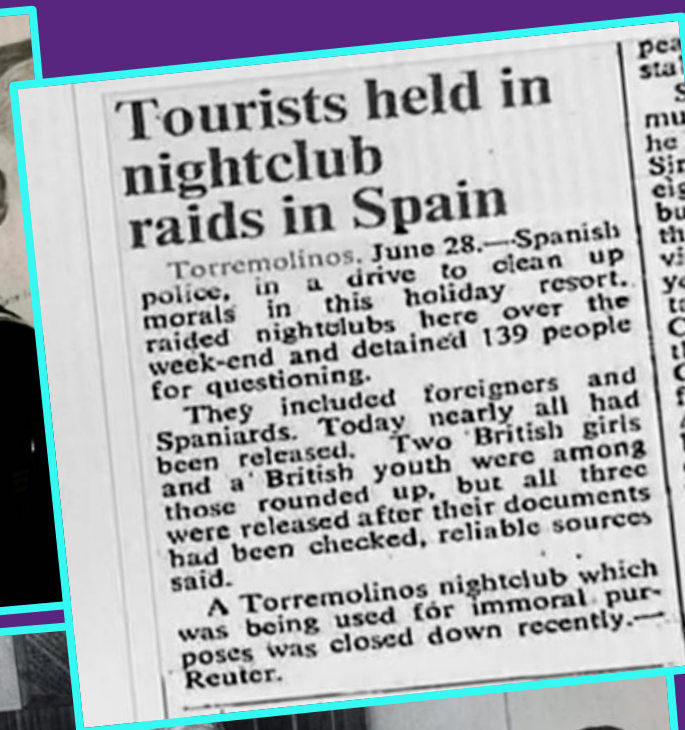 Tourists held in
nightclub
raids in Spain
Torremolinos, June 28.—Spanish
police, in a drive to clean up
morals in this holiday resort,
raided nightclubs here over the
week-end and detained 139 people
for questioning.
They included foreigners and
Spaniards. Today nearly all had
been released. Two British girls
and a British youth were among
those rounded up, but all three
were released after their documents
had been checked, reliable sources
said.
A Torremolinos nightclub which
was being used for immoral pur-
poses was closed down recently.—
Reuter.
he